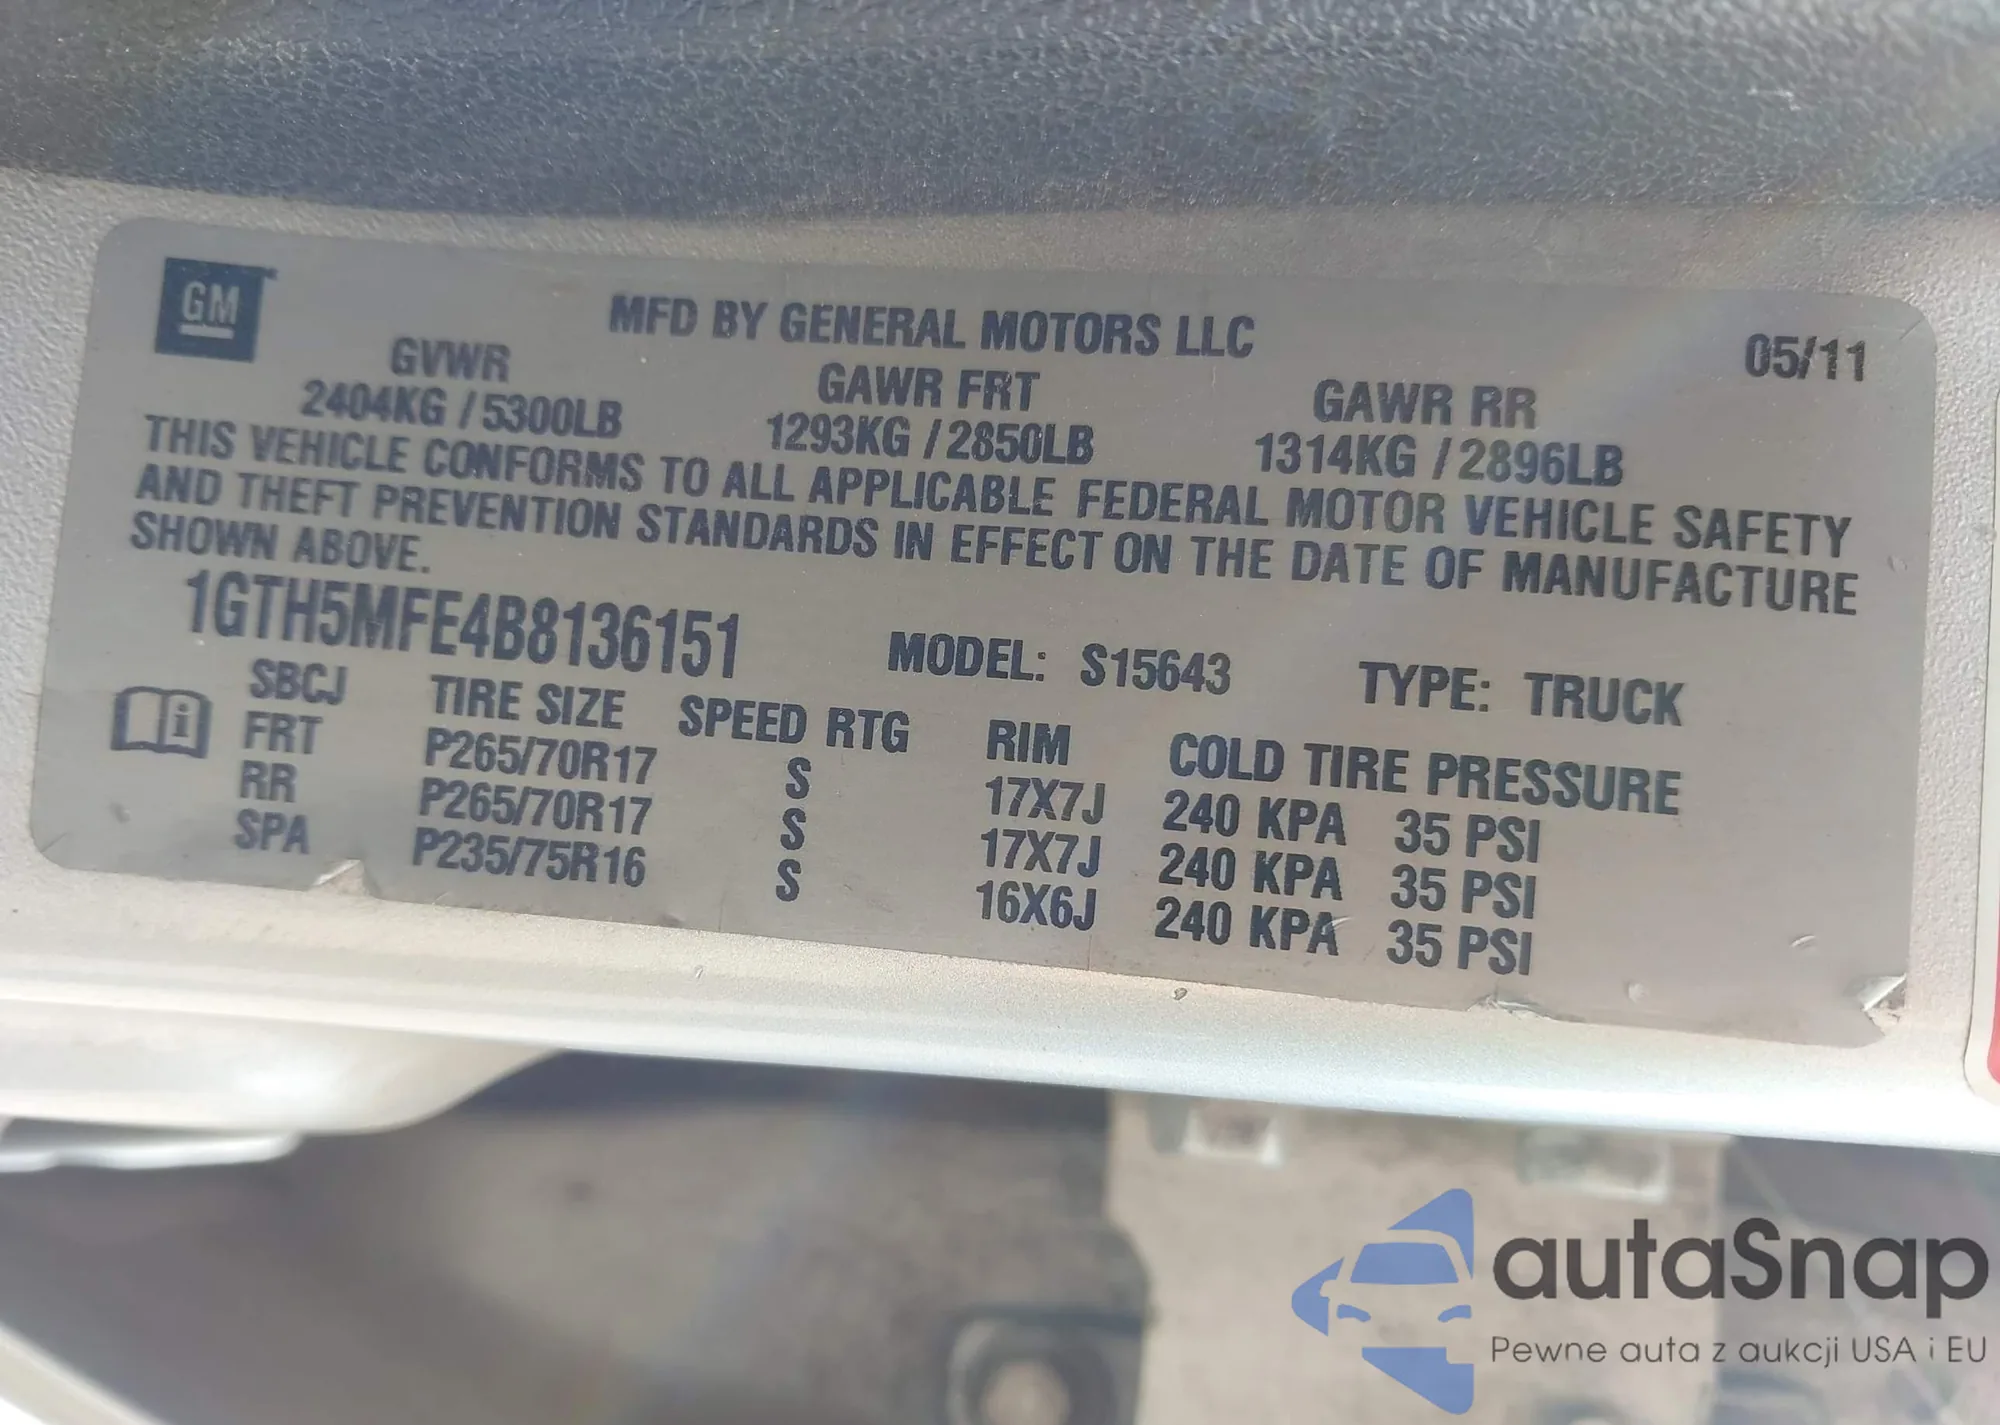 GM
MFD BY GENERAL MOTORS LLC 05/11
GVWR GAWR FRT GAWR RR
2404KG / 5300LB 1293KG / 2850LB 1314KG / 2896LB
THIS VEHICLE CONFORMS TO ALL APPLICABLE FEDERAL MOTOR VEHICLE SAFETY
AND THEFT PREVENTION STANDARDS IN EFFECT ON THE DATE OF MANUFACTURE
SHOWN ABOVE.
1GTH5MFE4B8136151 MODEL: S15643 TYPE: TRUCK
SBCJ TIRE SIZE SPEED RTG RIM COLD TIRE PRESSURE
FRT P265/70R17 S 17X7J 240 KPA 35 PSI
RR P265/70R17 S 17X7J 240 KPA 35 PSI
SPA P235/75R16 S 16X6J 240 KPA 35 PSI
autaSnap
Pewne auta z aukcji USA i EU